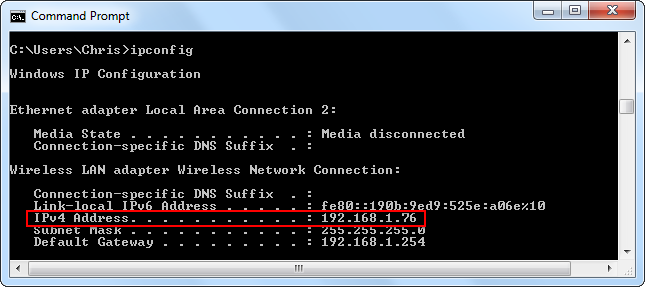 Command Prompt
C:\Users\Chris>ipconfig
Windows IP Configuration
Ethernet adapter Local Area Connection 2:
Media State . . . . . . . . . . . : Media disconnected
Connection-specific DNS Suffix  . :
Wireless LAN adapter Wireless Network Connection:
Connection-specific DNS Suffix  . :
Link-local IPv6 Address . . . . . : fe80::190b:9ed9:525e:a06e%10
IPv4 Address. . . . . . . . . . . : 192.168.1.76
Subnet Mask . . . . . . . . . . . : 255.255.255.0
Default Gateway . . . . . . . . . : 192.168.1.254